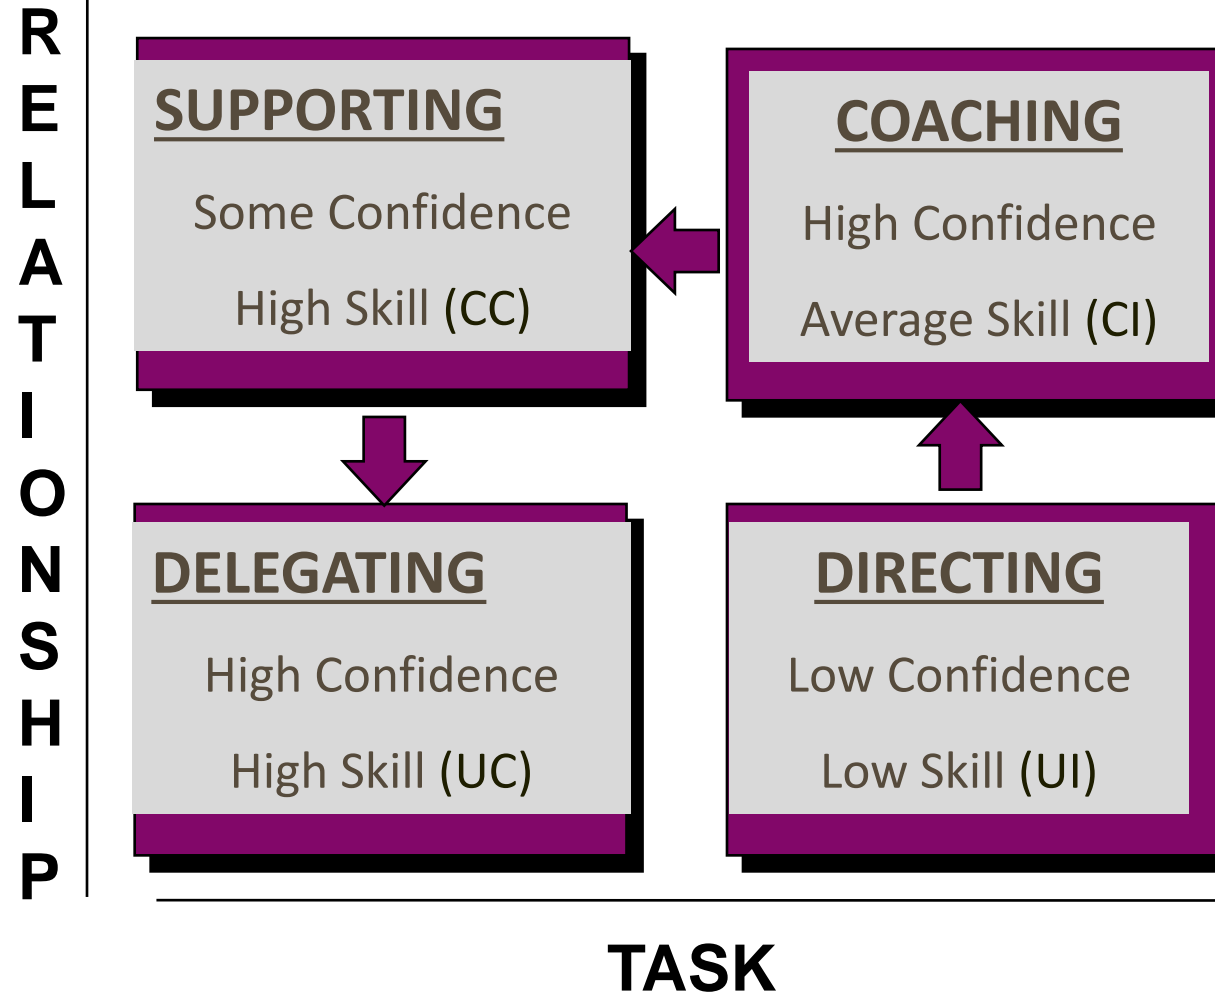 RELATIONSHIP
SUPPORTING
Some Confidence
High Skill (CC)
COACHING
High Confidence
Average Skill (CI)
DELEGATING
High Confidence
High Skill (UC)
DIRECTING
Low Confidence
Low Skill (UI)
TASK